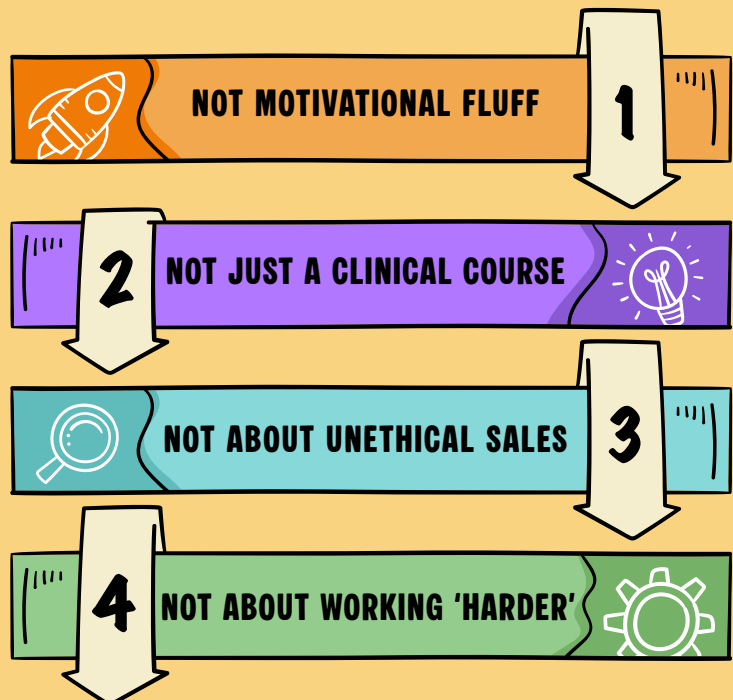 NOT MOTIVATIONAL FLUFF
1
2
NOT JUST A CLINICAL COURSE
NOT ABOUT UNETHICAL SALES
3
4
NOT ABOUT WORKING ‘HARDER’